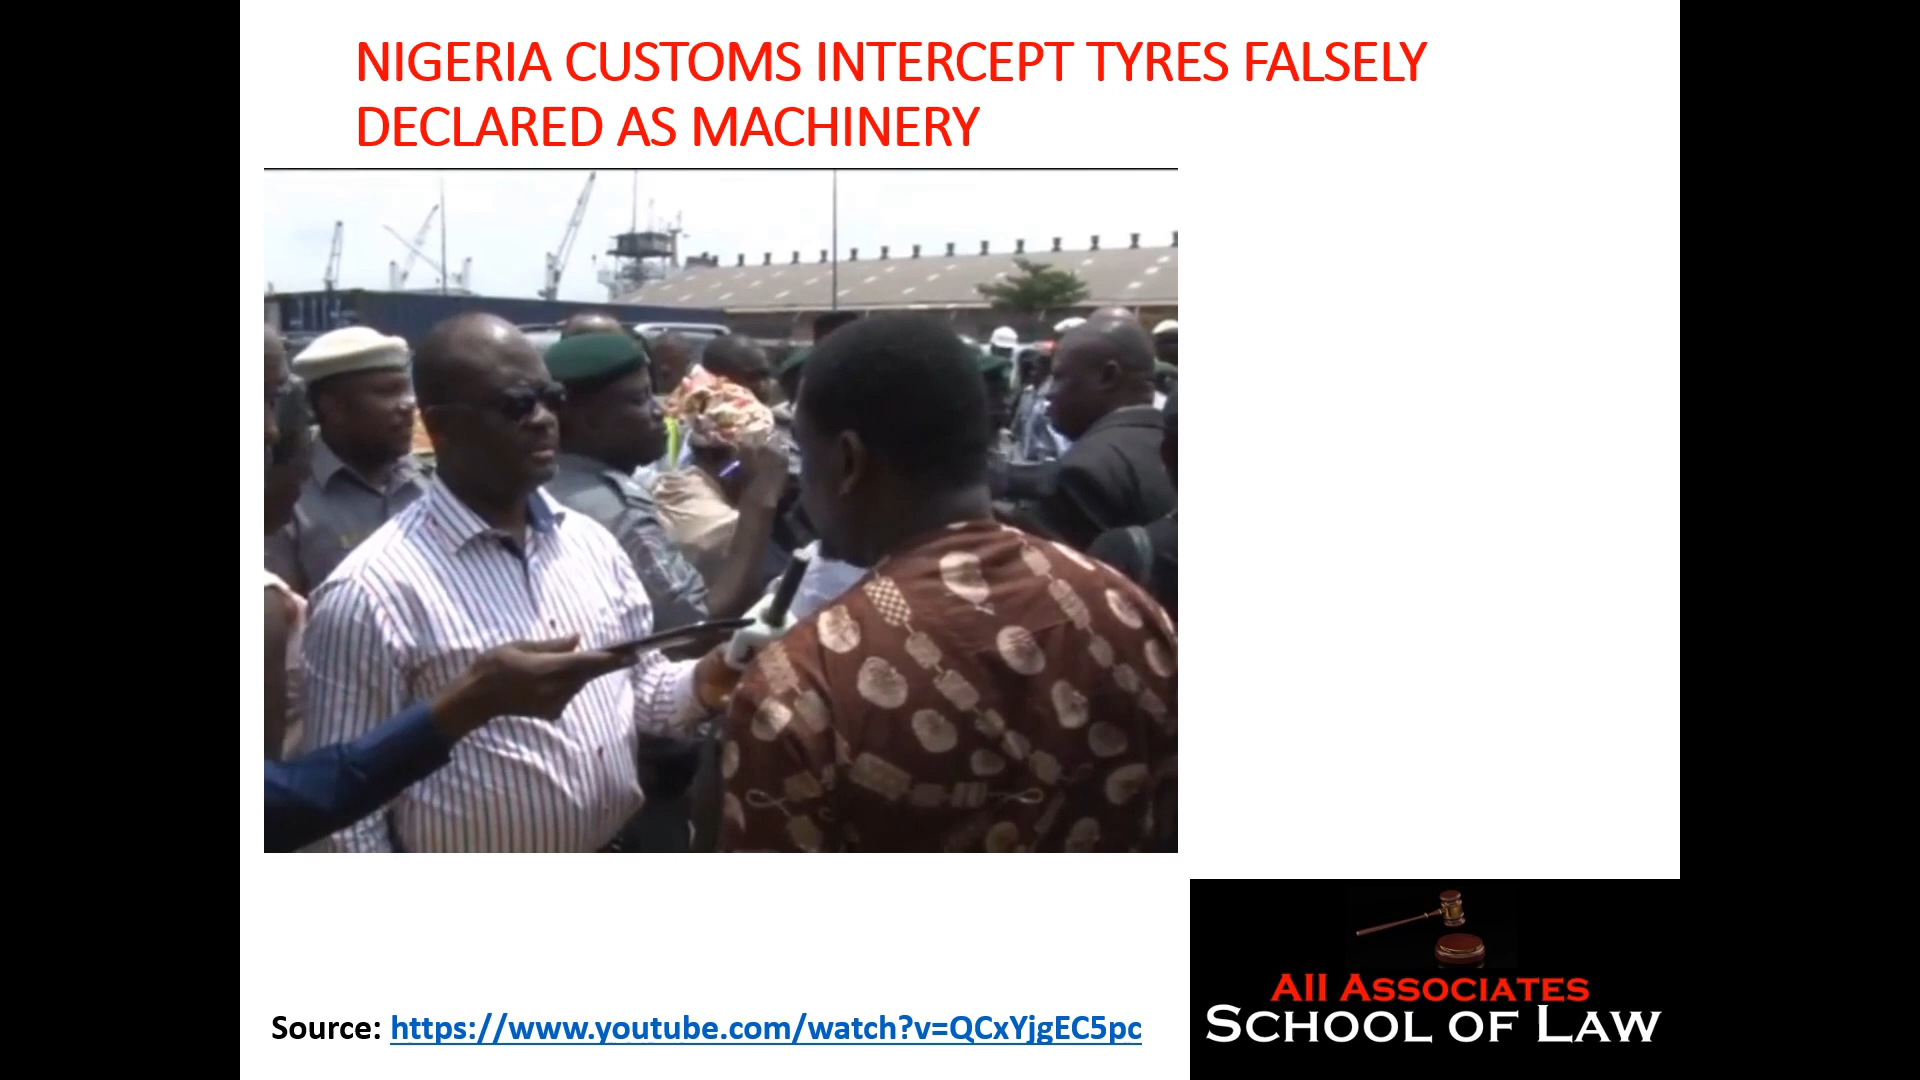 NIGERIA CUSTOMS INTERCEPT TYRES FALSELY
DECLARED AS MACHINERY
Source: https://www.youtube.com/watch?v=QCxYjgEC5pc
AII ASSOCIATES
SCHOOL OF LAW